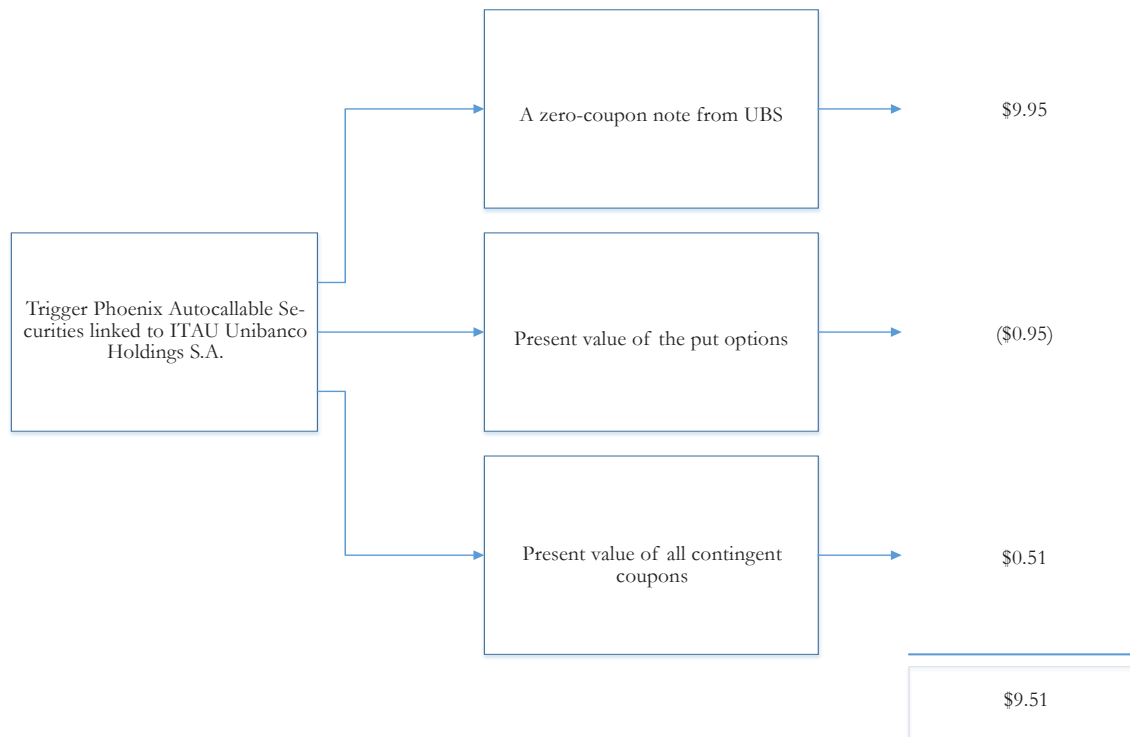 A zero-coupon note from UBS
$9.95
Trigger Phoenix Autocallable Se-
curities linked to ITAU Unibanco
Holdings S.A.
Present value of the put options
($0.95)
Present value of all contingent
coupons
$0.51
$9.51